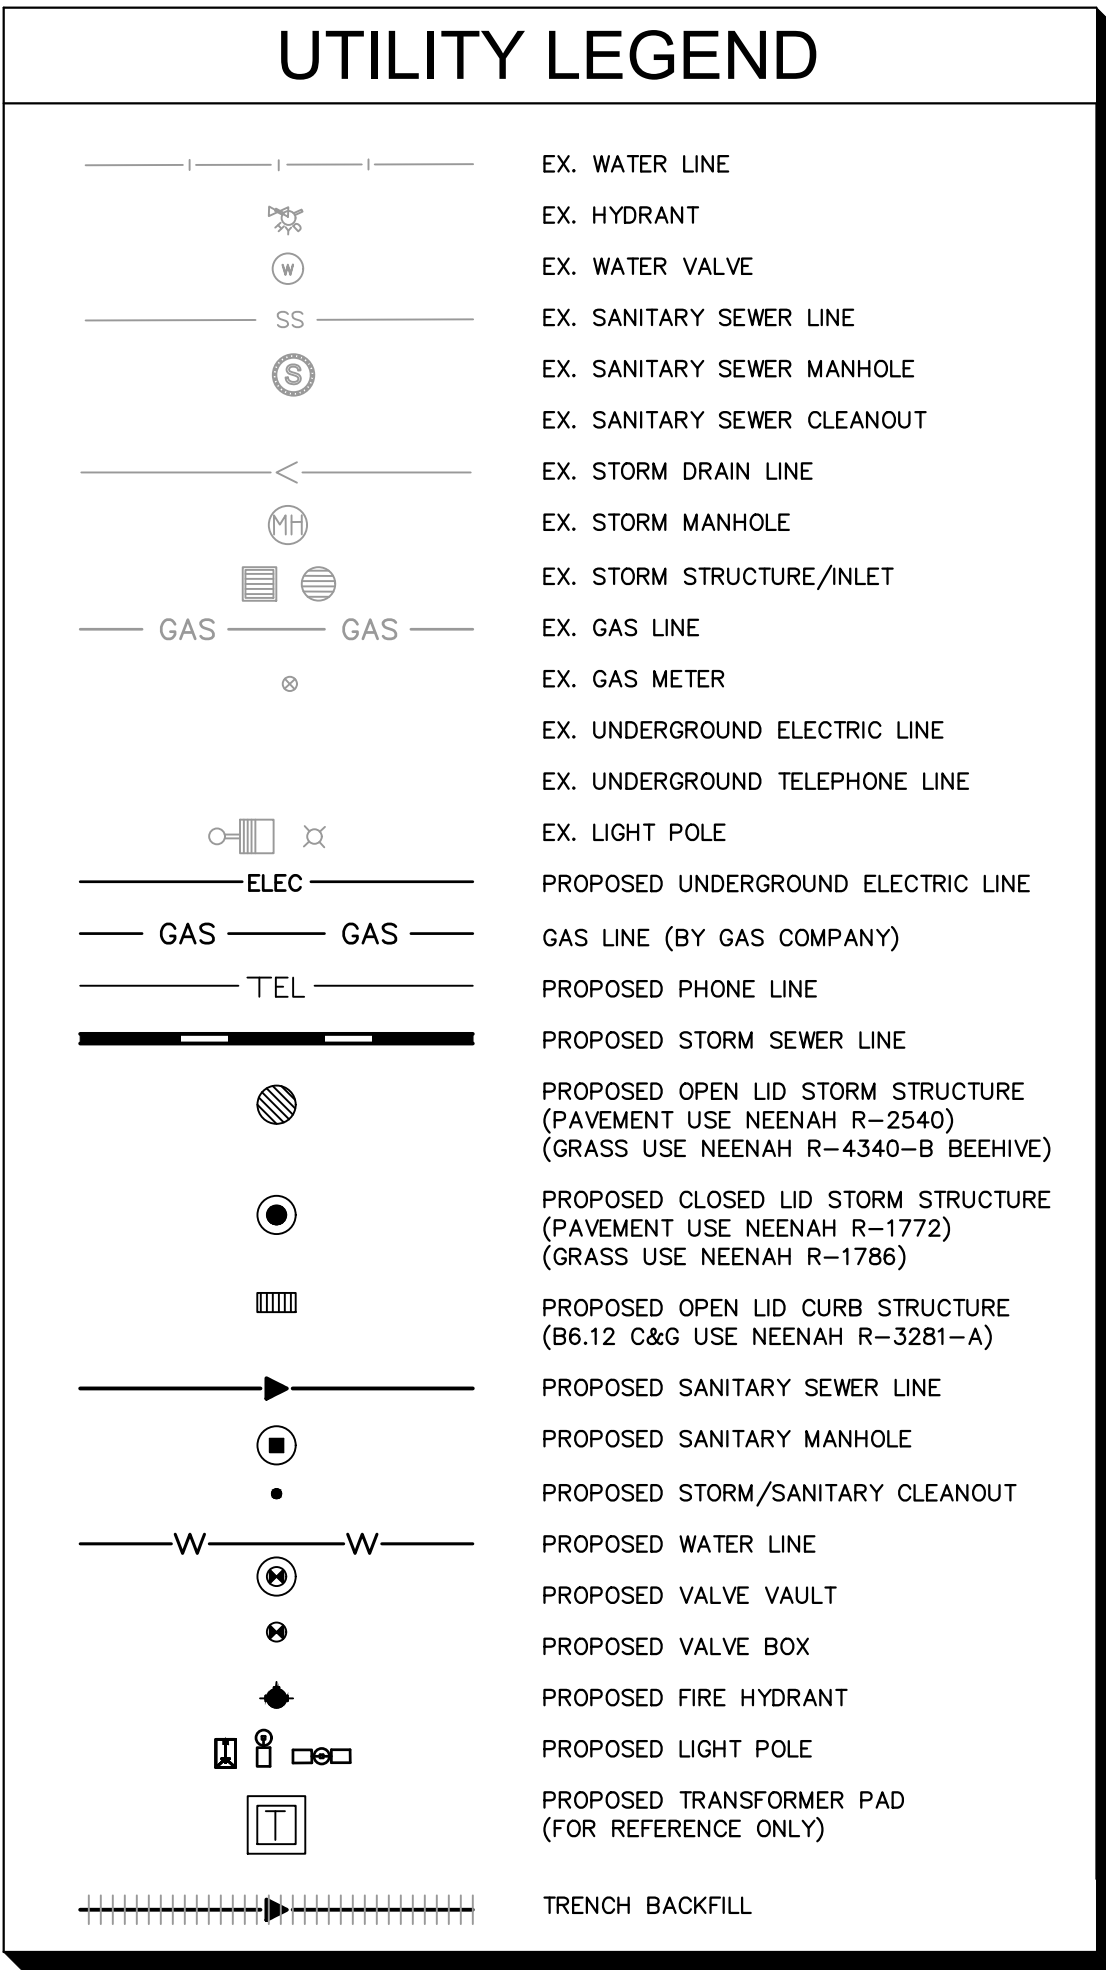 UTILITY LEGEND
EX. WATER LINE
EX. HYDRANT
W EX. WATER VALVE
SS EX. SANITARY SEWER LINE
S EX. SANITARY SEWER MANHOLE
EX. SANITARY SEWER CLEANOUT
EX. STORM DRAIN LINE
MH EX. STORM MANHOLE
EX. STORM STRUCTURE/INLET
GAS GAS EX. GAS LINE
EX. GAS METER
EX. UNDERGROUND ELECTRIC LINE
EX. UNDERGROUND TELEPHONE LINE
EX. LIGHT POLE
ELEC PROPOSED UNDERGROUND ELECTRIC LINE
GAS GAS GAS LINE (BY GAS COMPANY)
TEL PROPOSED PHONE LINE
PROPOSED STORM SEWER LINE
PROPOSED OPEN LID STORM STRUCTURE
(PAVEMENT USE NEENAH R-2540)
(GRASS USE NEENAH R-4340-B BEEHIVE)
PROPOSED CLOSED LID STORM STRUCTURE
(PAVEMENT USE NEENAH R-1772)
(GRASS USE NEENAH R-1786)
PROPOSED OPEN LID CURB STRUCTURE
(B6.12 C&G USE NEENAH R-3281-A)
PROPOSED SANITARY SEWER LINE
PROPOSED SANITARY MANHOLE
PROPOSED STORM/SANITARY CLEANOUT
W W PROPOSED WATER LINE
PROPOSED VALVE VAULT
PROPOSED VALVE BOX
PROPOSED FIRE HYDRANT
PROPOSED LIGHT POLE
T PROPOSED TRANSFORMER PAD
(FOR REFERENCE ONLY)
TRENCH BACKFILL